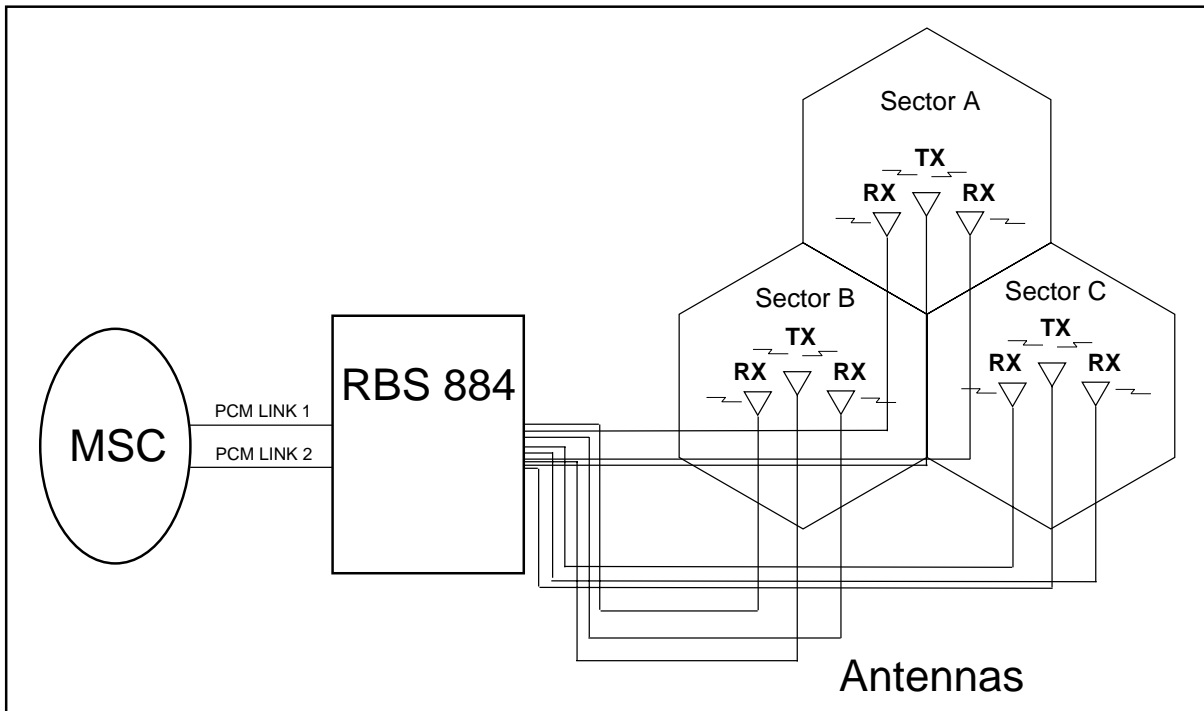 Sector A
TX
RX RX
Sector B
TX
RX RX
Sector C
TX
RX RX
MSC
PCM LINK 1
PCM LINK 2
RBS 884
Antennas